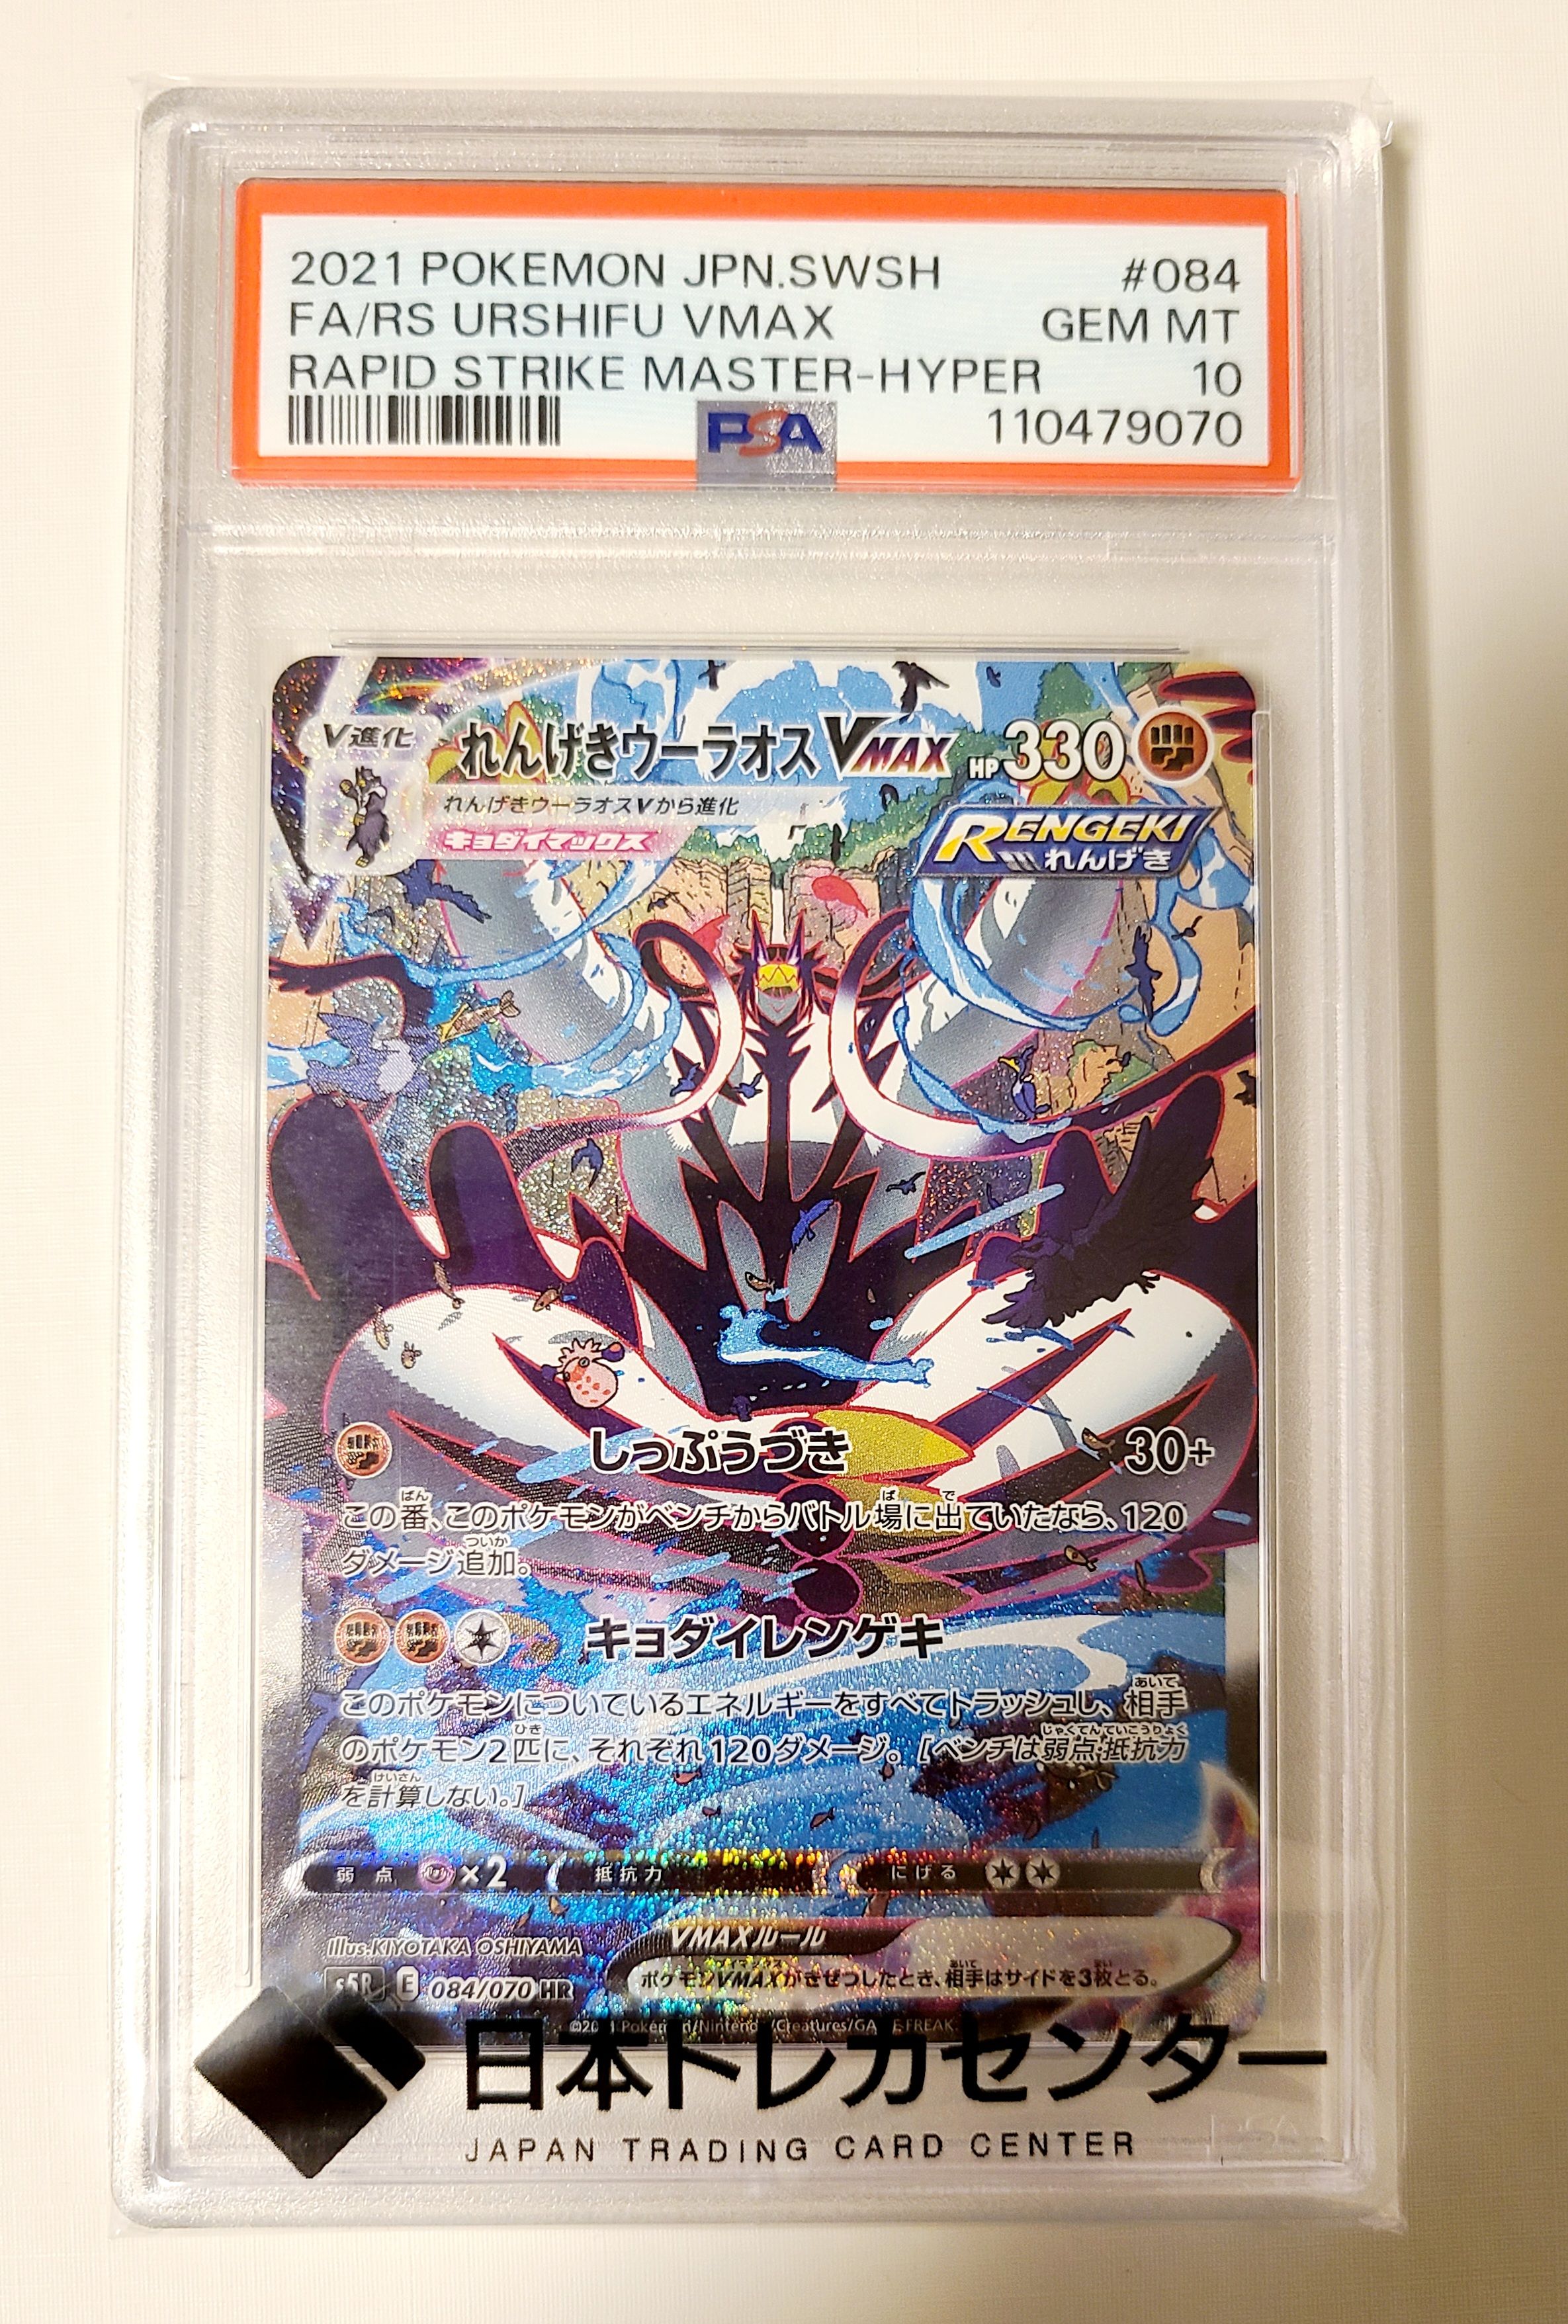 2021 POKEMON JPN.SWSH #084
FA/RS URSHIFU VMAX GEM MT
RAPID STRIKE MASTER-HYPER 10
PSA 110479070
V進化 れんげきウーラオスVMAX HP330
れんげきウーラオスVから進化
キョダイマックス
RENGEKI
れんげき
しっぷうづき 30+
この番、このポケモンがベンチからバトル場に出ていたなら、120
ダメージ追加。
キョダイレンゲキ
このポケモンについているエネルギーをすべてトラッシュし、相手
のポケモン2匹に、それぞれ120ダメージ。[ベンチは弱点・抵抗力
を計算しない。]
弱点 ×2 抵抗力 にげる
Illus.KIYOTAKA OSHIYAMA
VMAXルール
ポケモンVMAXがきぜつしたとき、相手はサイドを3枚とる。
s5R E 084/070 HR
Pokémon/Nintendo/Creatures/GAME FREAK.
日本トレカセンター
JAPAN TRADING CARD CENTER